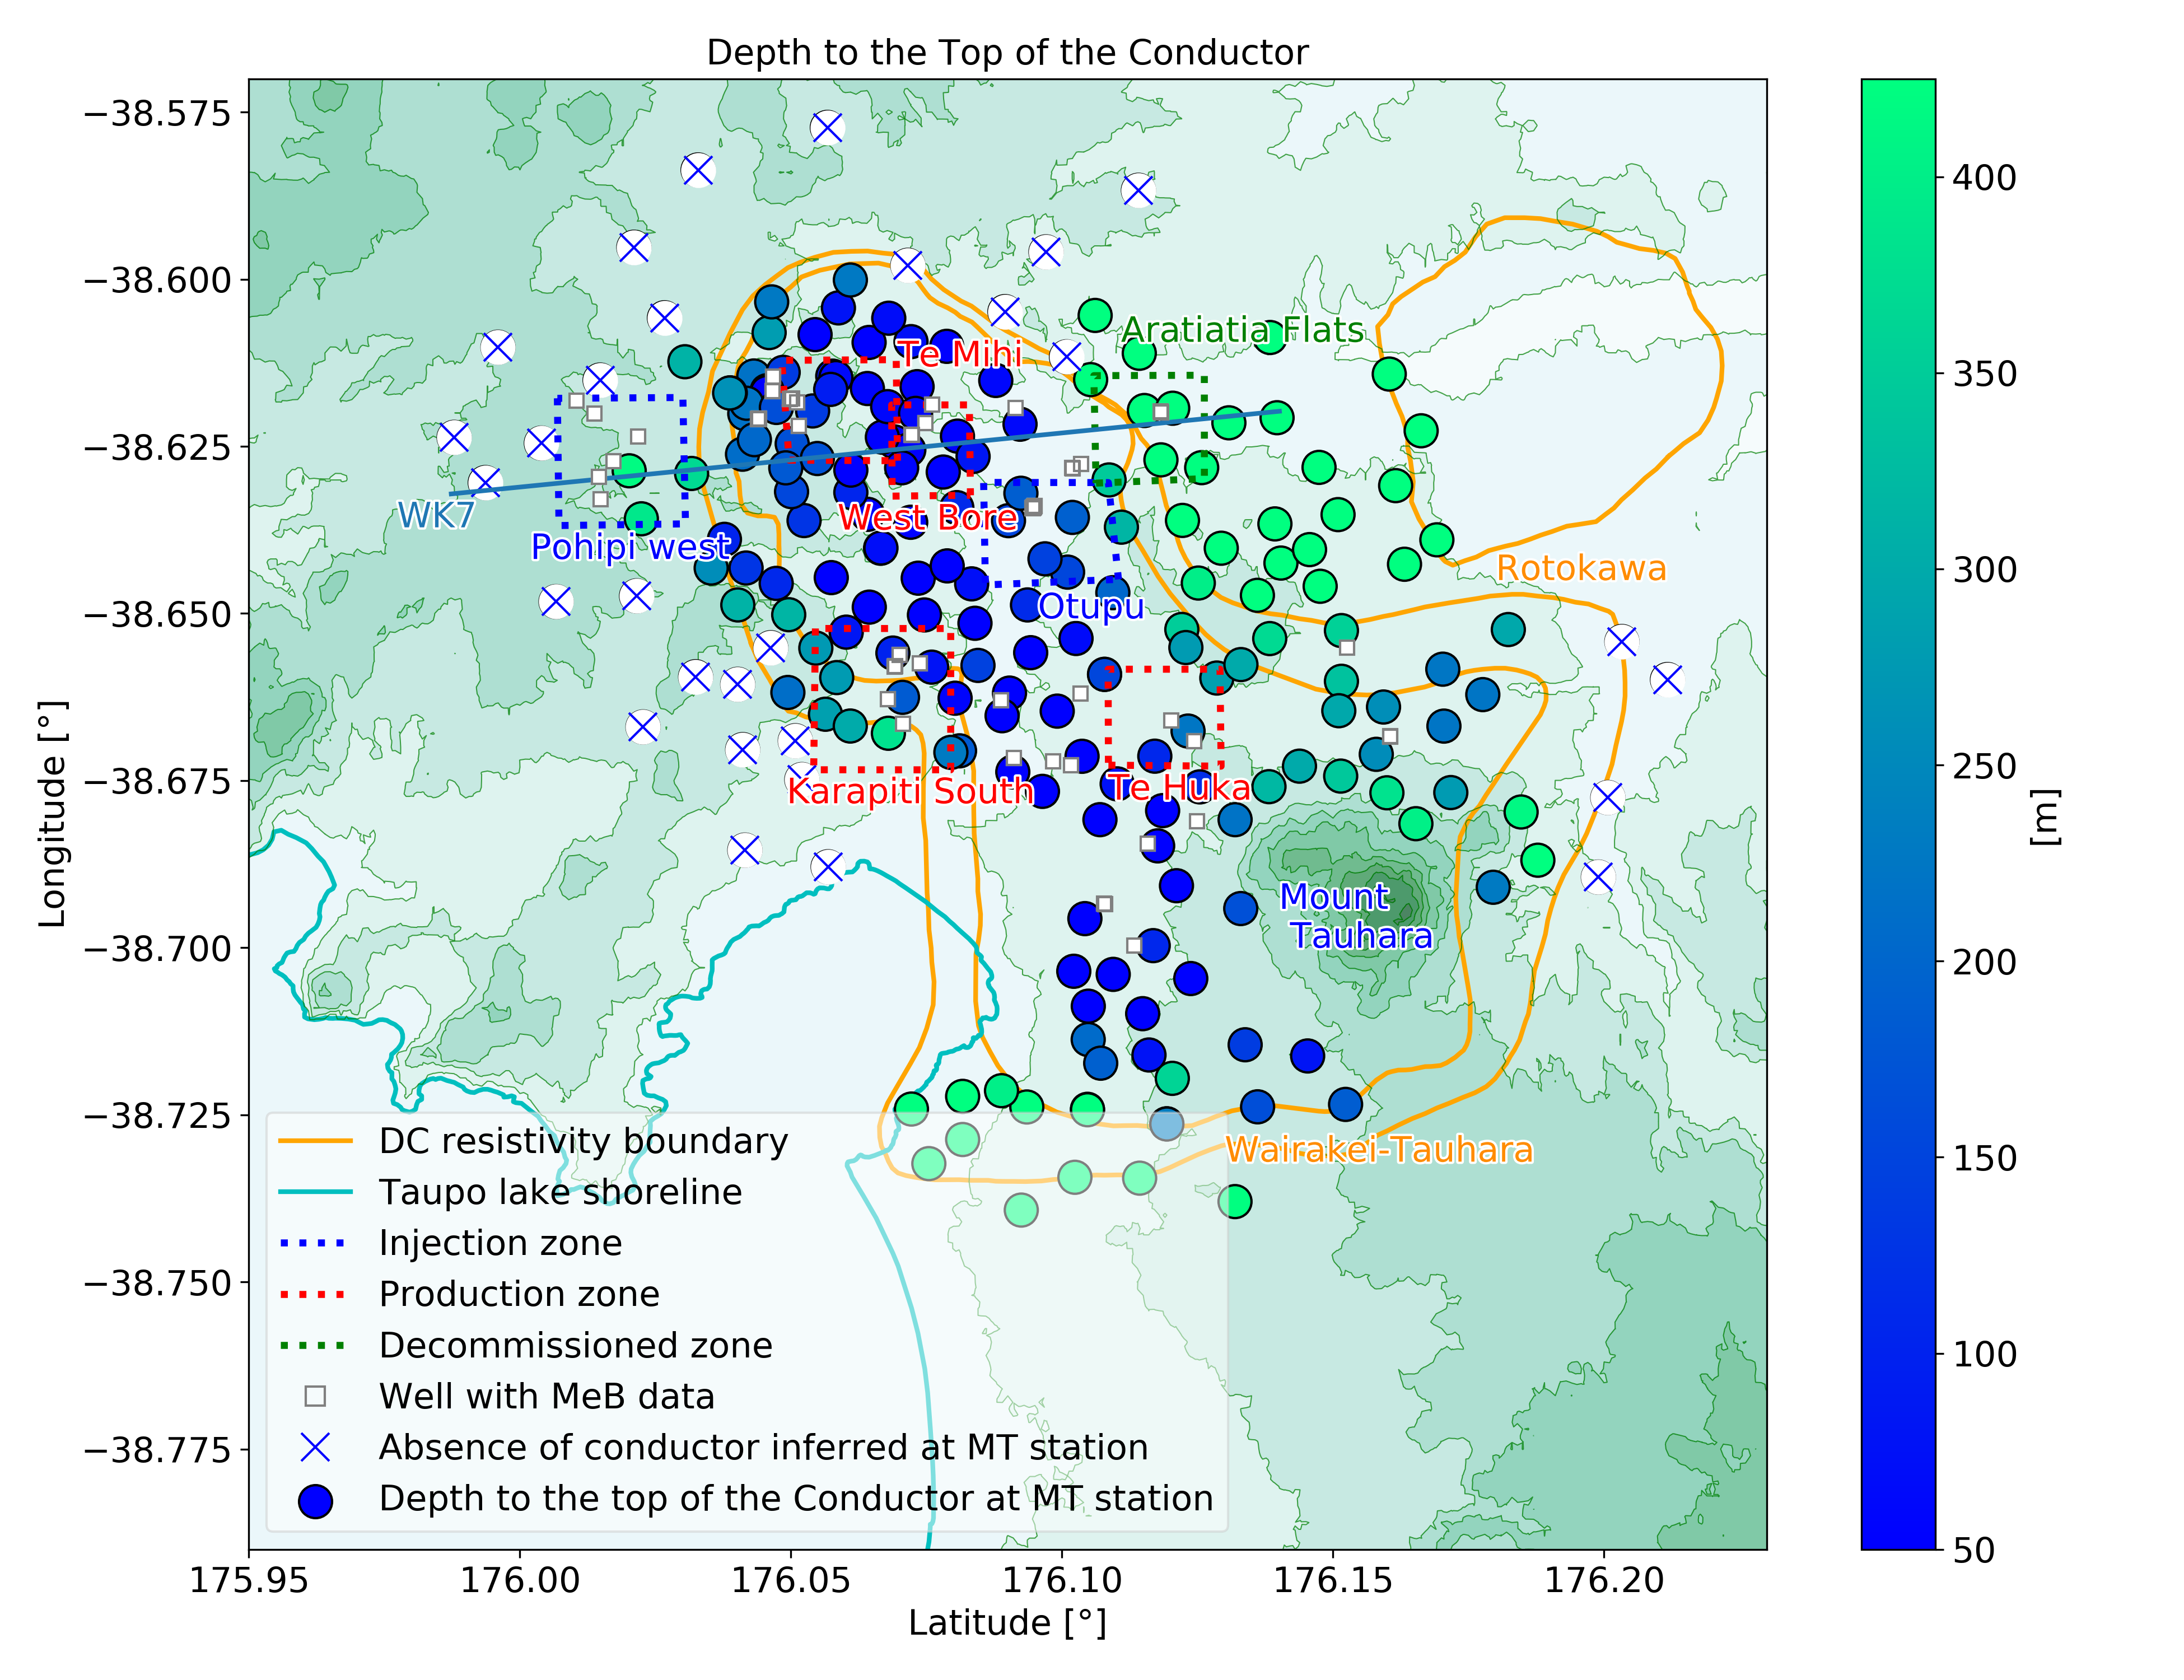 Depth to the Top of the Conductor
−38.575
−38.600
−38.625
−38.650
−38.675
−38.700
−38.725
−38.750
−38.775
Longitude [°]
175.95
176.00
176.05
176.10
176.15
176.20
Latitude [°]
Aratiatia Flats
Te Mihi
WK7
West Bore
Pohipi west
Rotokawa
Otupu
Karapiti South
Te Huka
Mount
Tauhara
Wairakei-Tauhara
DC resistivity boundary
Taupo lake shoreline
Injection zone
Production zone
Decommissioned zone
Well with MeB data
Absence of conductor inferred at MT station
Depth to the top of the Conductor at MT station
400
350
300
250
200
150
100
50
[m]